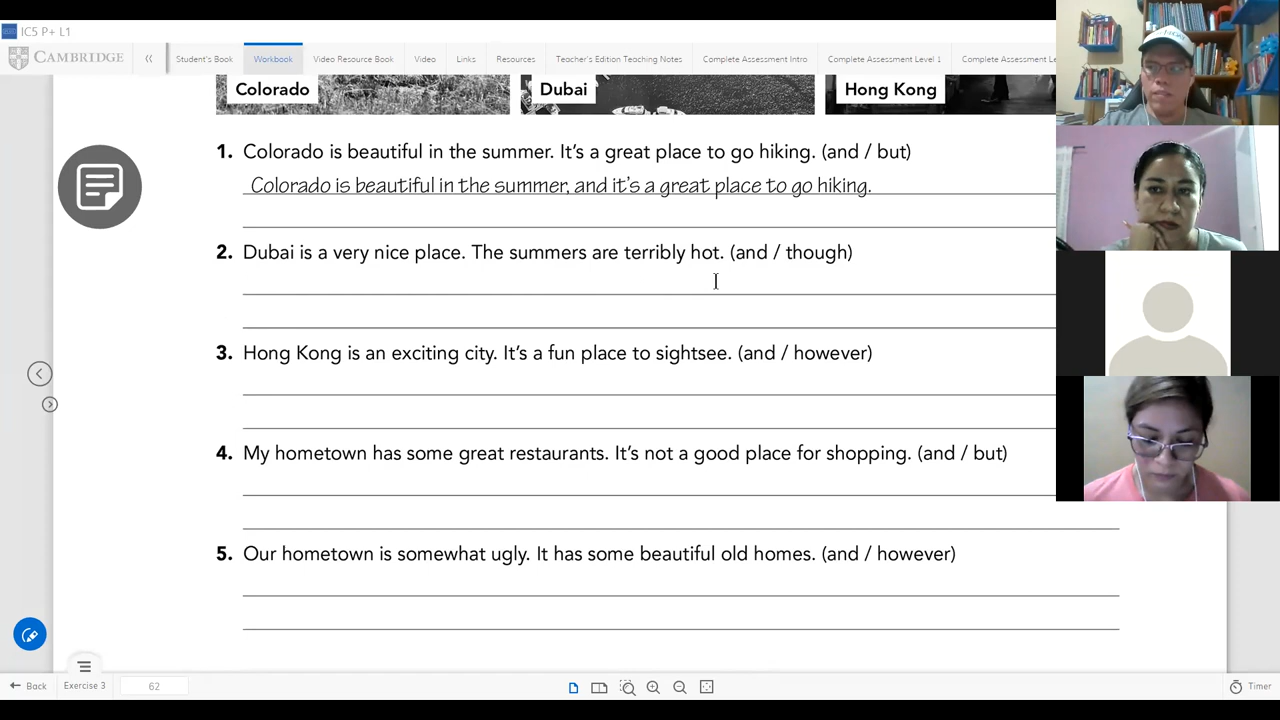 IC5 P+ L1
CAMBRIDGE
Student's Book
Workbook
Video Resource Book
Video
Links
Resources
Teacher's Edition Teaching Notes
Complete Assessment Intro.
Complete Assessment Level 1
Complete Assessment Le
Colorado
Dubai
Hong Kong
1. Colorado is beautiful in the summer. It's a great place to go hiking. (and / but)
Colorado is beautiful in the summer, and it's a great place to go hiking.
2. Dubai is a very nice place. The summers are terribly hot. (and / though)
3. Hong Kong is an exciting city. It's a fun place to sightsee. (and / however)
4. My hometown has some great restaurants. It's not a good place for shopping. (and / but)
5. Our hometown is somewhat ugly. It has some beautiful old homes. (and / however)
Back
Exercise 3
62
Timer